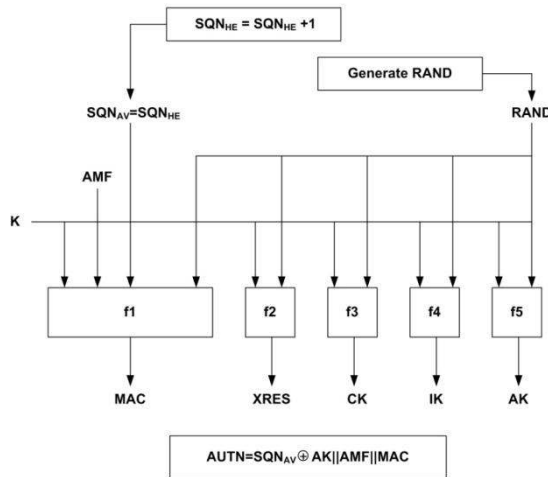 SQN_HE = SQN_HE +1
Generate RAND
SQN_AV=SQN_HE
RAND
AMF
K
f1
f2
f3
f4
f5
MAC
XRES
CK
IK
AK
AUTN=SQN_AV⊕ AK||AMF||MAC